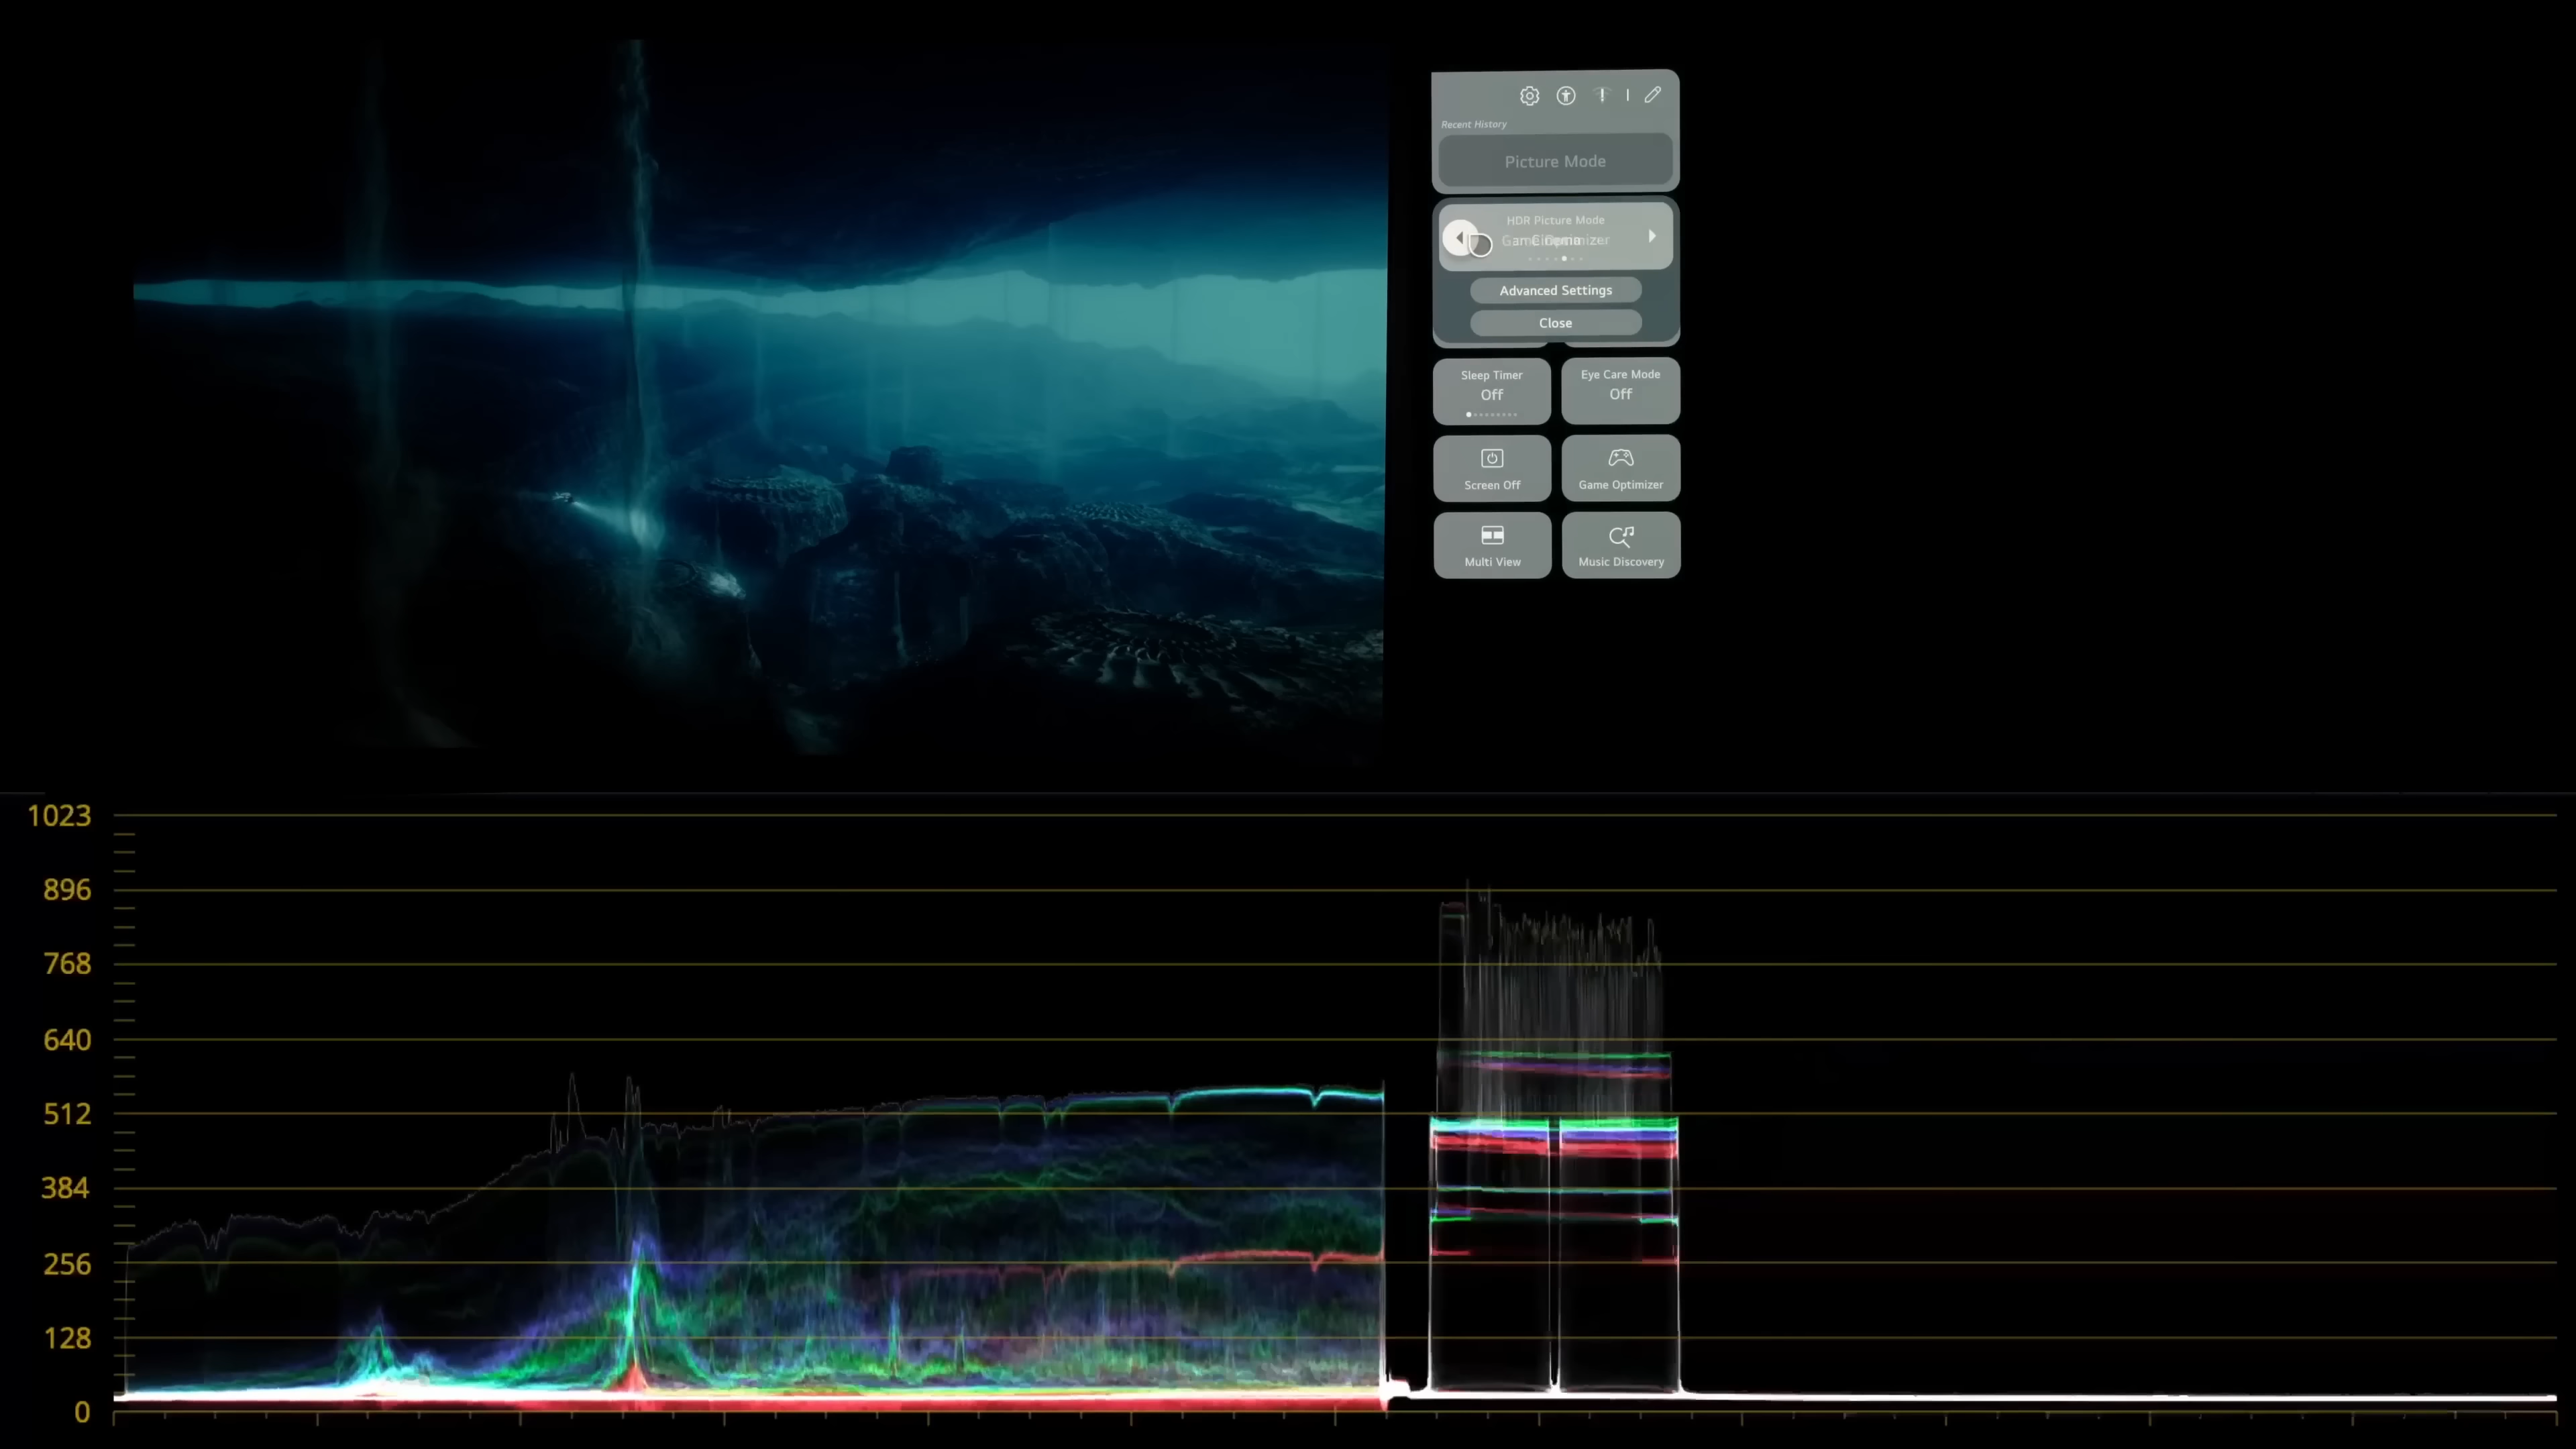 Recent History
Picture Mode
HDR Picture Mode
Advanced Settings
Close
Sleep Timer
Off
Eye Care Mode
Off
Screen Off
Game Optimizer
Multi View
Music Discovery
1023
896
768
640
512
384
256
128
0